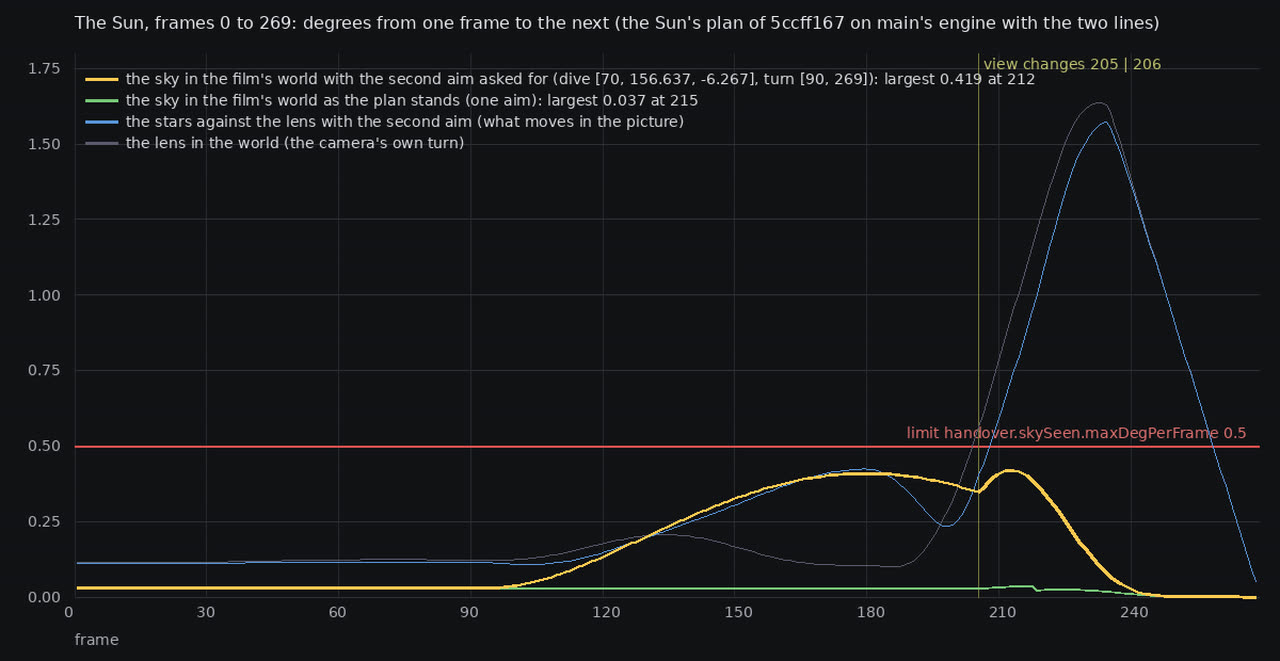 The Sun, frames 0 to 269: degrees from one frame to the next (the Sun's plan of 5ccff167 on main's engine with the two lines)
view changes 205 | 206
the sky in the film's world with the second aim asked for (dive [70, 156.637, -6.267], turn [90, 269]): largest 0.419 at 212
the sky in the film's world as the plan stands (one aim): largest 0.037 at 215
the stars against the lens with the second aim (what moves in the picture)
the lens in the world (the camera's own turn)
limit handover.skySeen.maxDegPerFrame 0.5
1.75
1.50
1.25
1.00
0.75
0.50
0.25
0.00
0 30 60 90 120 150 180 210 240
frame